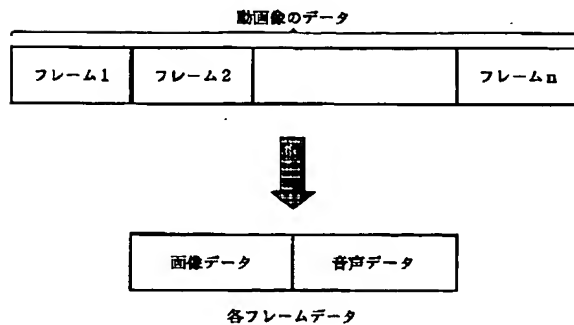 動画像のデータ
フレーム1 フレーム2 フレームn
画像データ 音声データ
各フレームデータ